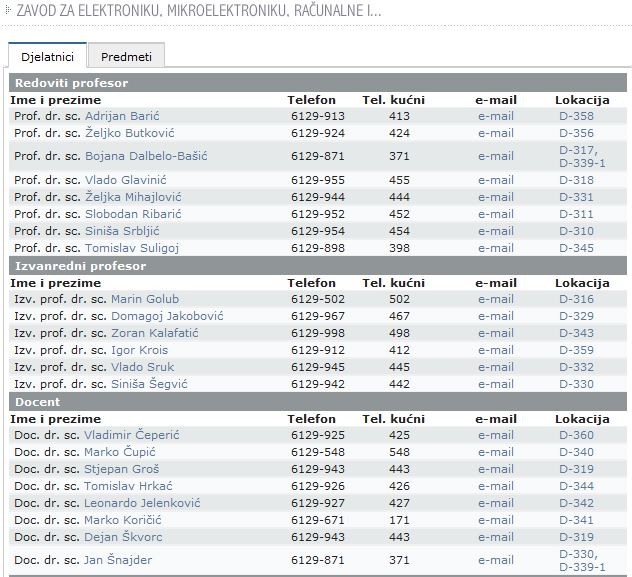 ZAVOD ZA ELEKTRONIKU, MIKROELEKTRONIKU, RAČUNALNE I...
Djelatnici Predmeti
Redoviti profesor
Ime i prezime Telefon Tel. kućni e-mail Lokacija
Prof. dr. sc. Adrijan Barić 6129-913 413 e-mail D-358
Prof. dr. sc. Željko Butković 6129-924 424 e-mail D-356
Prof. dr. sc. Bojana Dalbelo-Bašić 6129-871 371 e-mail D-317,
D-339-1
Prof. dr. sc. Vlado Glavinić 6129-955 455 e-mail D-318
Prof. dr. sc. Željka Mihajlović 6129-944 444 e-mail D-331
Prof. dr. sc. Slobodan Ribarić 6129-952 452 e-mail D-311
Prof. dr. sc. Siniša Srbljić 6129-954 454 e-mail D-310
Prof. dr. sc. Tomislav Suligoj 6129-898 398 e-mail D-345
Izvanredni profesor
Ime i prezime Telefon Tel. kućni e-mail Lokacija
Izv. prof. dr. sc. Marin Golub 6129-502 502 e-mail D-316
Izv. prof. dr. sc. Domagoj Jakobović 6129-967 467 e-mail D-329
Izv. prof. dr. sc. Zoran Kalafatić 6129-998 498 e-mail D-343
Izv. prof. dr. sc. Igor Krois 6129-912 412 e-mail D-359
Izv. prof. dr. sc. Vlado Sruk 6129-945 445 e-mail D-332
Izv. prof. dr. sc. Siniša Šegvić 6129-942 442 e-mail D-330
Docent
Ime i prezime Telefon Tel. kućni e-mail Lokacija
Doc. dr. sc. Vladimir Čeperić 6129-925 425 e-mail D-360
Doc. dr. sc. Marko Čupić 6129-548 548 e-mail D-340
Doc. dr. sc. Stjepan Groš 6129-943 443 e-mail D-319
Doc. dr. sc. Tomislav Hrkać 6129-926 426 e-mail D-344
Doc. dr. sc. Leonardo Jelenković 6129-927 427 e-mail D-342
Doc. dr. sc. Marko Koričić 6129-671 171 e-mail D-341
Doc. dr. sc. Dejan Škvorc 6129-943 443 e-mail D-319
Doc. dr. sc. Jan Šnajder 6129-871 371 e-mail D-330,
D-339-1